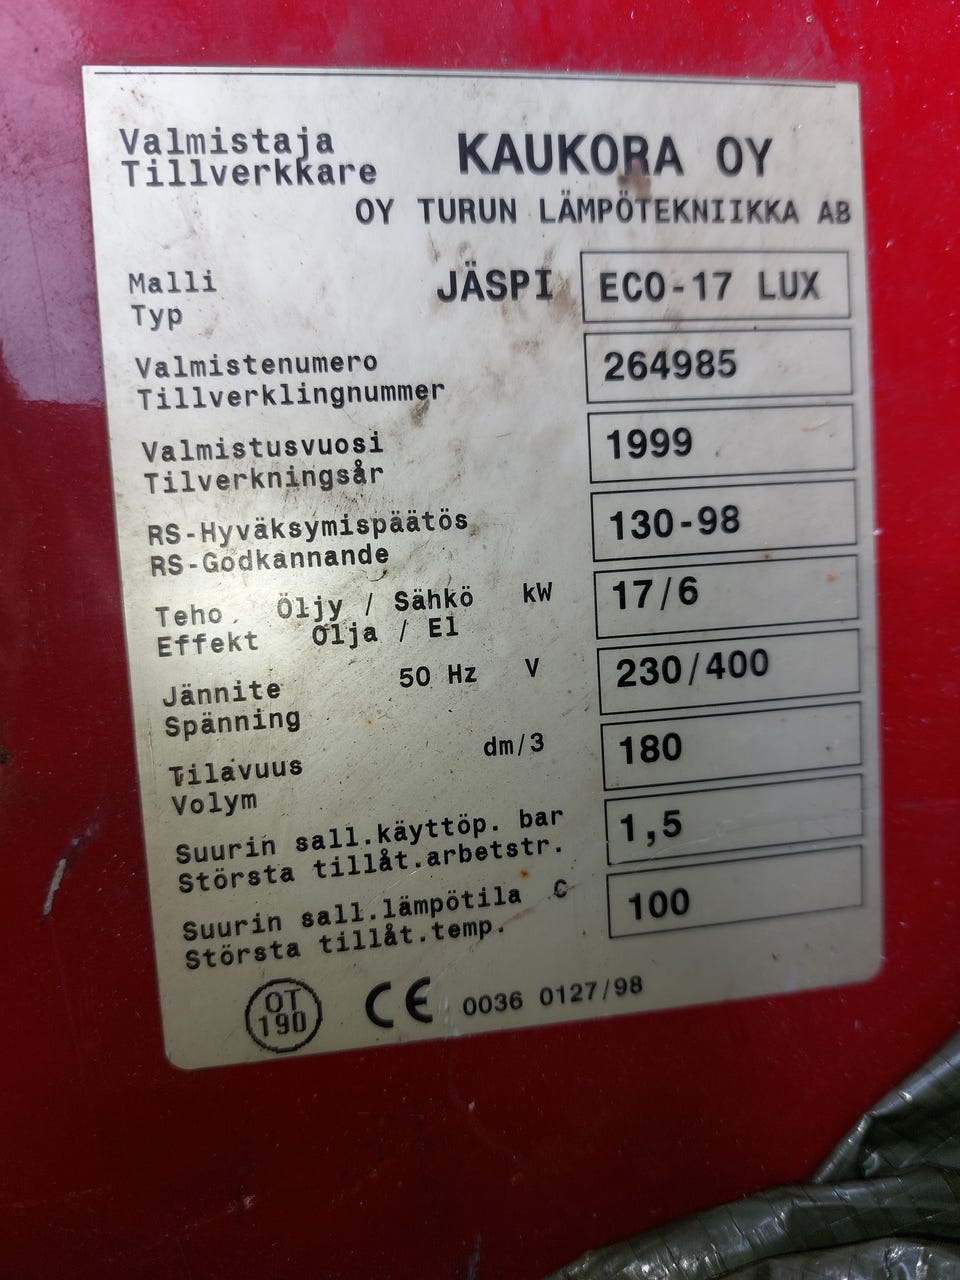 Valmistaja
Tillverkkare
KAUKORA OY
OY TURUN LÄMPÖTEKNIIKKA AB
Malli
Typ
JÄSPI
ECO-17 LUX
Valmistenumero
Tillverklingnummer
264985
Valmistusvuosi
Tilverkningsår
1999
RS-Hyväksymispäätös
RS-Godkannande
130-98
Teho. Öljy / Sähkö kW
Effekt Olja / El
17/6
Jännite 50 Hz V
Spänning
230/400
Tilavuus dm/3
Volym
180
Suurin sall.käyttöp. bar
Största tillåt.arbetstr.
1,5
Suurin sall.lämpötila C
Största tillåt.temp.
100
OT
190
CE 0036 0127/98